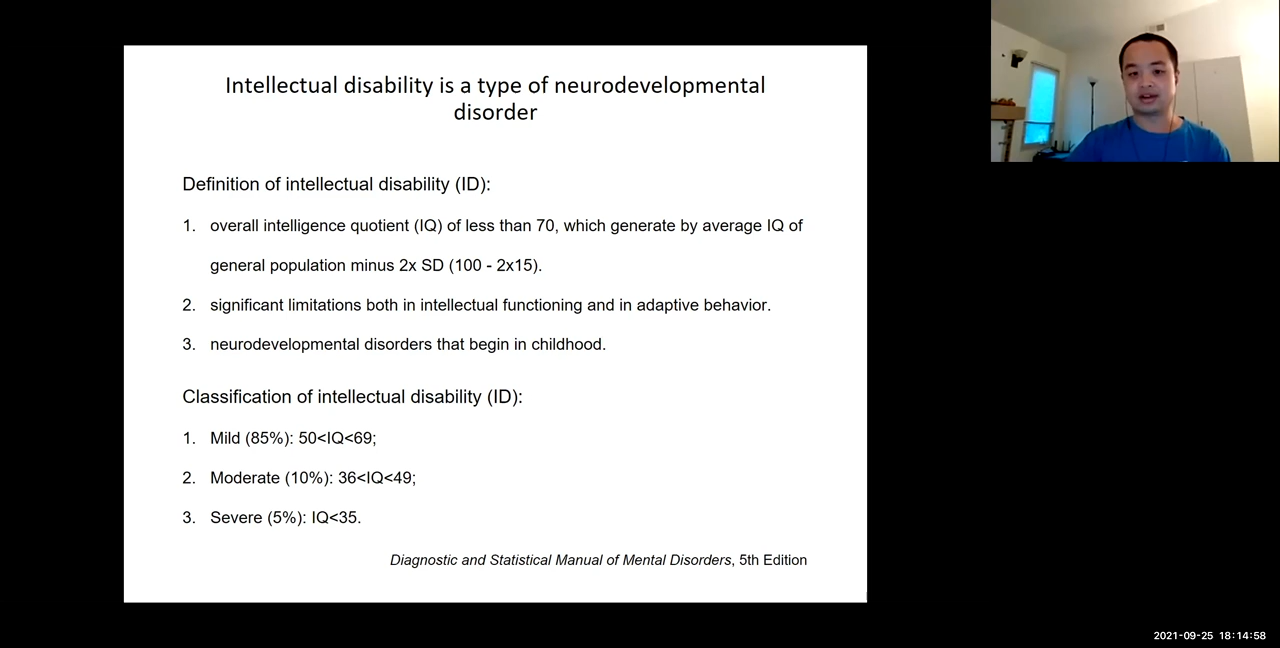 Intellectual disability is a type of neurodevelopmental
disorder
Definition of intellectual disability (ID):
1. overall intelligence quotient (IQ) of less than 70, which generate by average IQ of
general population minus 2x SD (100 - 2x15).
2. significant limitations both in intellectual functioning and in adaptive behavior.
3. neurodevelopmental disorders that begin in childhood.
Classification of intellectual disability (ID):
1. Mild (85%): 50<IQ<69;
2. Moderate (10%): 36<IQ<49;
3. Severe (5%): IQ<35.
Diagnostic and Statistical Manual of Mental Disorders, 5th Edition
2021-09-25 18:14:58